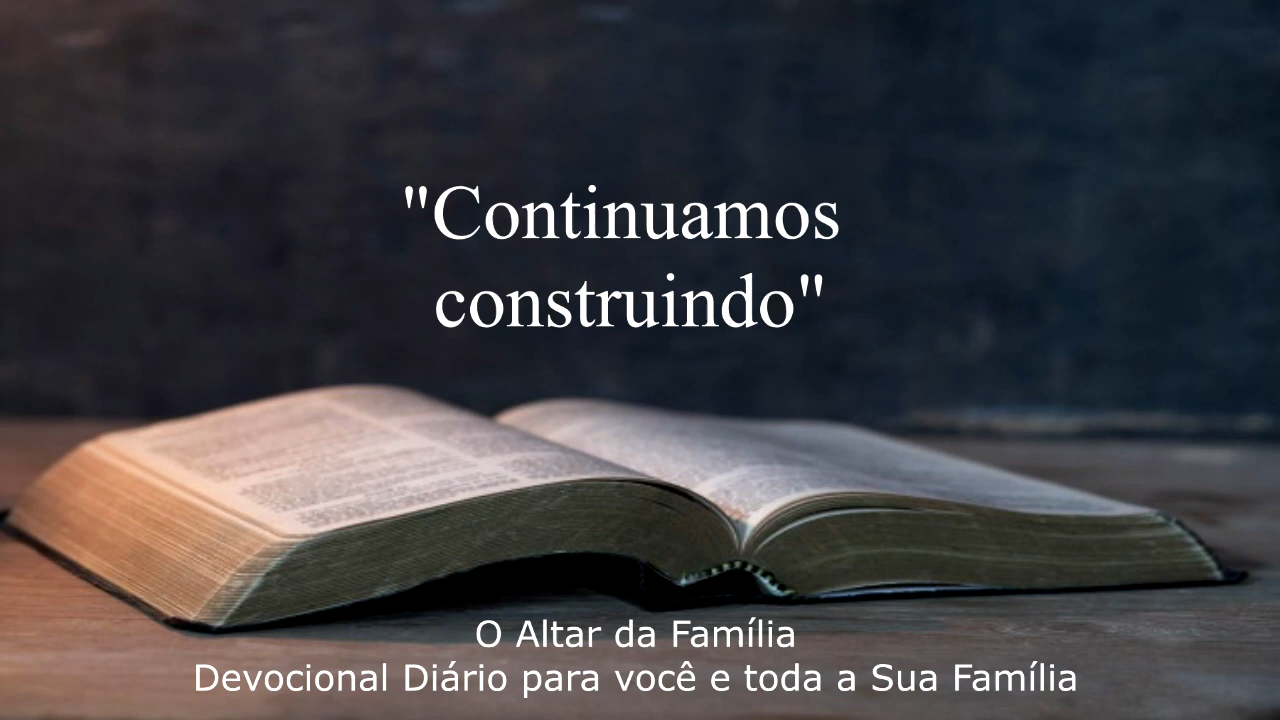 "Continuamos
construindo"
O Altar da Família
Devocional Diário para você e toda a Sua Família